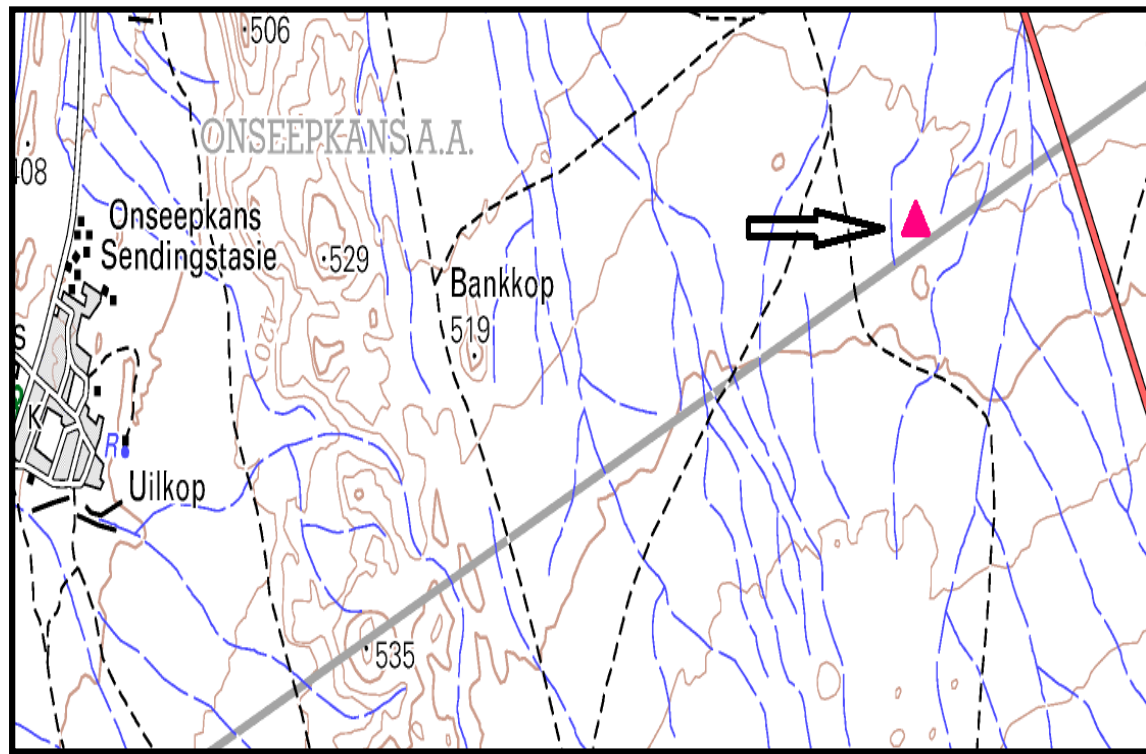 506
ONSEEPKANS A.A.
408
Onseepkans
Sendingstasie
529
Bankkop
519
420
S
K
R
Uilkop
535